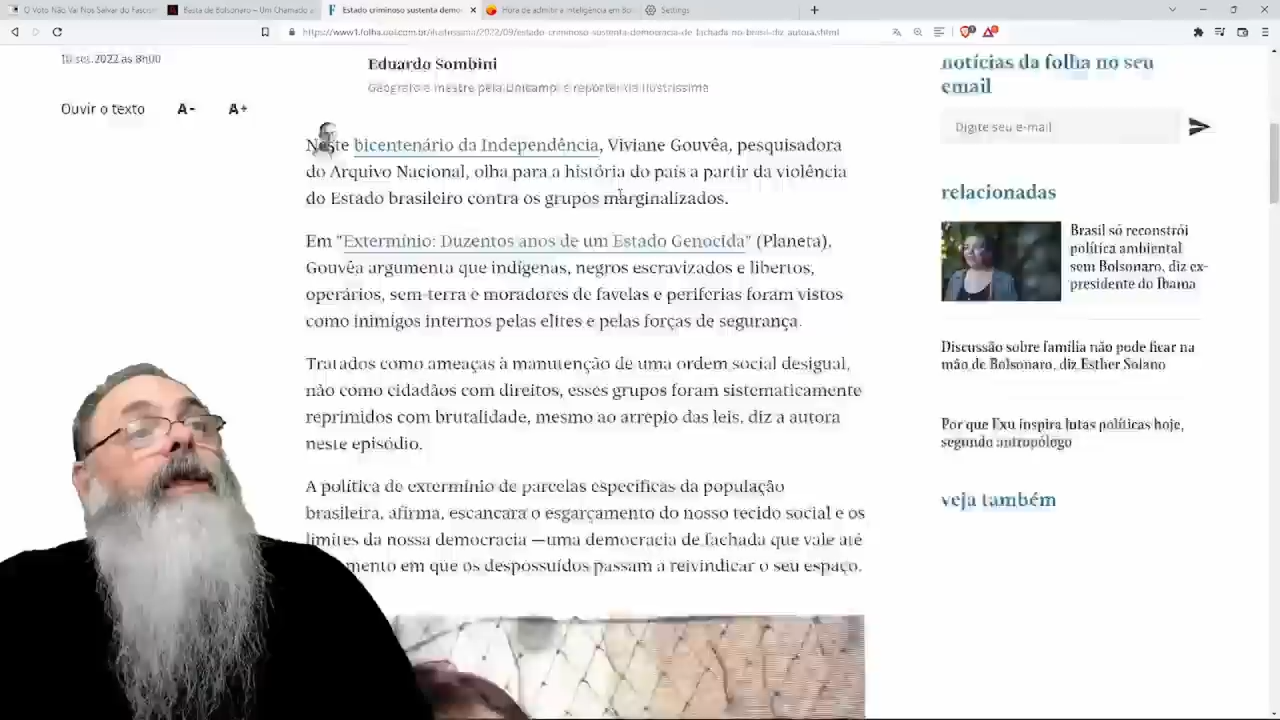 O Voto Não Vai Nos Salvar do Fascism
Basta de Bolsonaro – Um Chamado a
Estado criminoso sustenta demo
Hora de admitir a inteligência em Bol
Settings
https://www1.folha.uol.com.br/ilustrissima/2022/09/estado-criminoso-sustenta-democracia-de-fachada-no-brasil-diz-autora.shtml
10.set.2022 às 8h00
Ouvir o texto A- A+
Eduardo Sombini
Geógrafo e mestre pela Unicamp, é repórter da Ilustríssima
Neste bicentenário da Independência, Viviane Gouvêa, pesquisadora
do Arquivo Nacional, olha para a história do país a partir da violência
do Estado brasileiro contra os grupos marginalizados.
Em "Extermínio: Duzentos anos de um Estado Genocida" (Planeta),
Gouvêa argumenta que indígenas, negros escravizados e libertos,
operários, sem-terra e moradores de favelas e periferias foram vistos
como inimigos internos pelas elites e pelas forças de segurança.
Tratados como ameaças à manutenção de uma ordem social desigual,
não como cidadãos com direitos, esses grupos foram sistematicamente
reprimidos com brutalidade, mesmo ao arrepio das leis, diz a autora
neste episódio.
A política de extermínio de parcelas específicas da população
brasileira, afirma, escancara o esgarçamento do nosso tecido social e os
limites da nossa democracia —uma democracia de fachada que vale até
mento em que os despossuídos passam a reivindicar o seu espaço.
notícias da folha no seu
email
Digite seu e-mail
relacionadas
Brasil só reconstrói
política ambiental
sem Bolsonaro, diz ex-
presidente do Ibama
Discussão sobre família não pode ficar na
mão de Bolsonaro, diz Esther Solano
Por que Exu inspira lutas políticas hoje,
segundo antropólogo
veja também